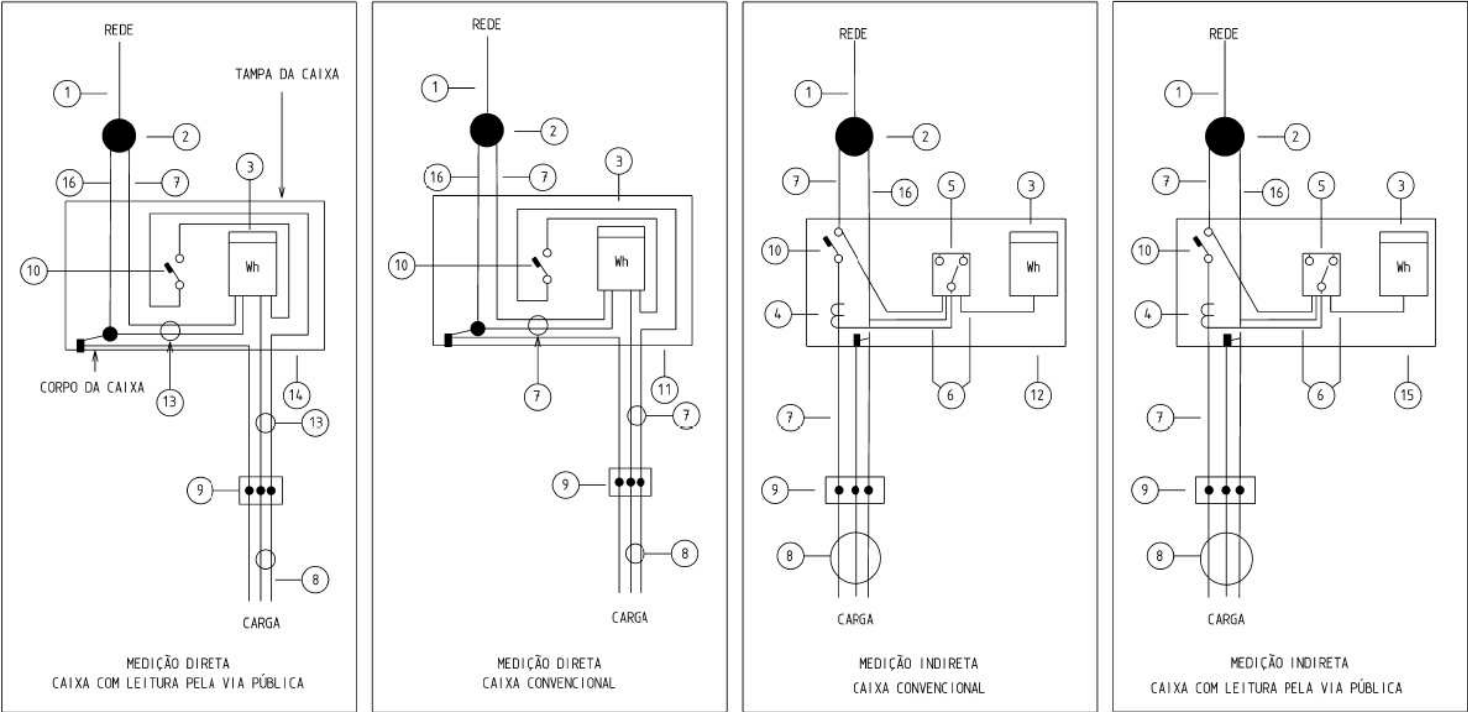 REDE
TAMPA DA CAIXA
1
2
3
16
7
Wh
10
CORPO DA CAIXA
13
14
13
9
8
CARGA
MEDIÇÃO DIRETA
CAIXA COM LEITURA PELA VIA PÚBLICA
REDE
1
2
3
16
7
Wh
10
7
11
7
9
8
CARGA
MEDIÇÃO DIRETA
CAIXA CONVENCIONAL
REDE
1
2
7
16
5
3
10
Wh
4
6
12
7
9
8
CARGA
MEDIÇÃO INDIRETA
CAIXA CONVENCIONAL
REDE
1
2
7
16
5
3
10
Wh
4
6
15
7
9
8
CARGA
MEDIÇÃO INDIRETA
CAIXA COM LEITURA PELA VIA PÚBLICA